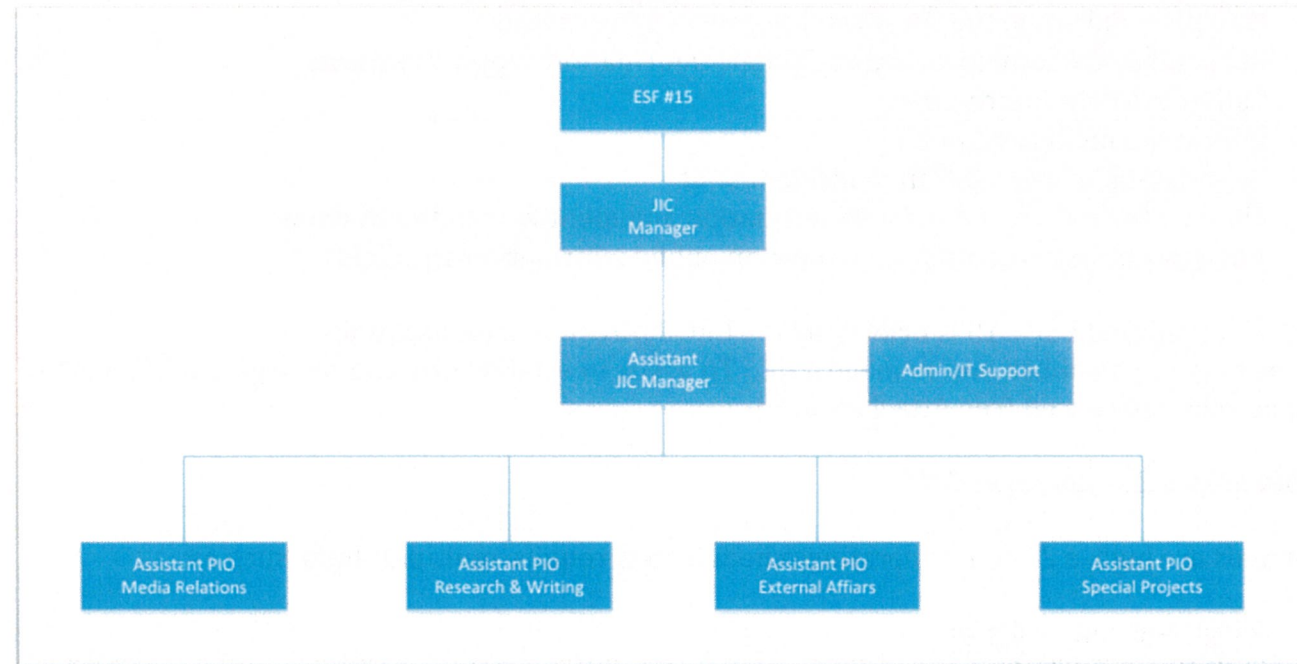 ESF #15
JIC
Manager
Assistant
JIC Manager
Admin/IT Support
Assistant PIO
Media Relations
Assistant PIO
Research & Writing
Assistant PIO
External Affiars
Assistant PIO
Special Projects